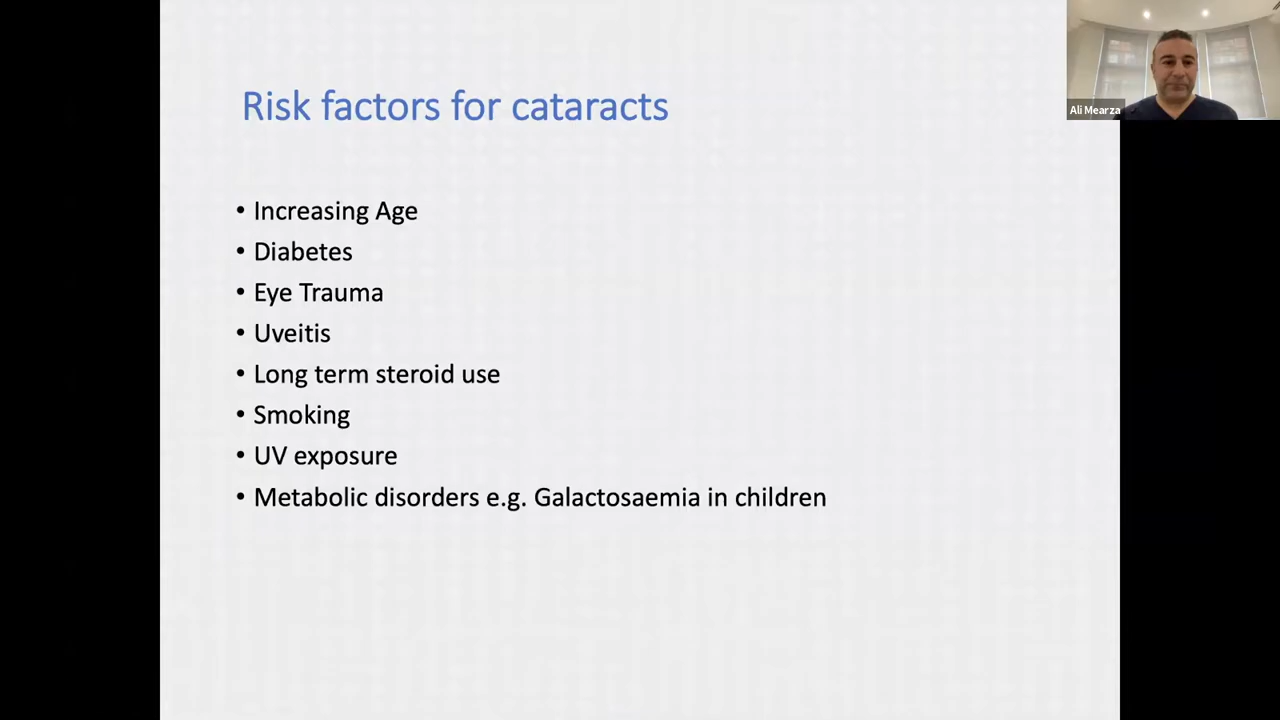 Risk factors for cataracts
• Increasing Age
• Diabetes
• Eye Trauma
• Uveitis
• Long term steroid use
• Smoking
• UV exposure
• Metabolic disorders e.g. Galactosaemia in children
Ali Mearza